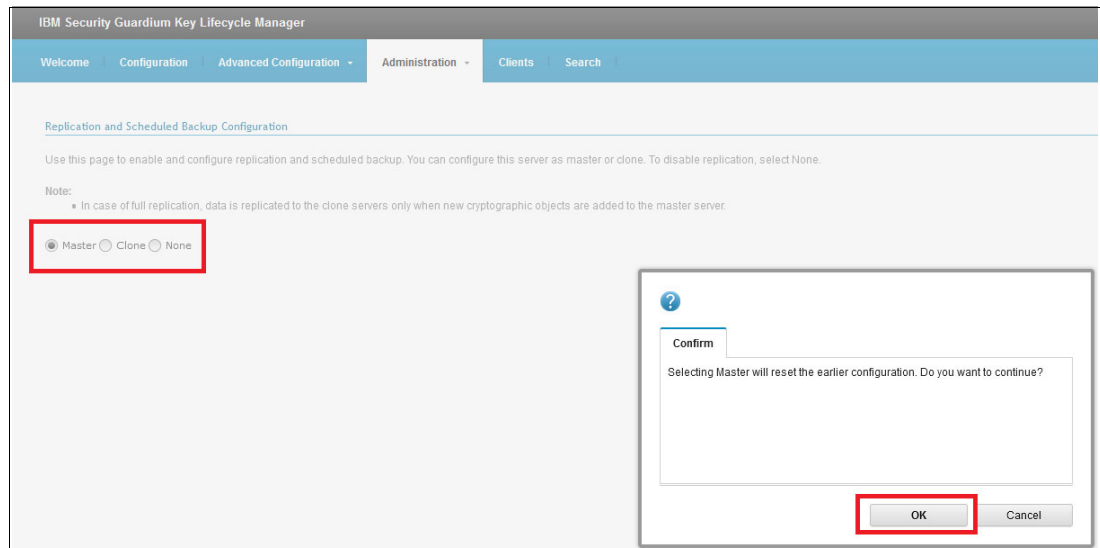 IBM Security Guardium Key Lifecycle Manager
Welcome Configuration Advanced Configuration Administration Clients Search
Replication and Scheduled Backup Configuration
Use this page to enable and configure replication and scheduled backup. You can configure this server as master or clone. To disable replication, select None.
Note:
In case of full replication, data is replicated to the clone servers only when new cryptographic objects are added to the master server.
Master Clone None
?
Confirm
Selecting Master will reset the earlier configuration. Do you want to continue?
OK Cancel